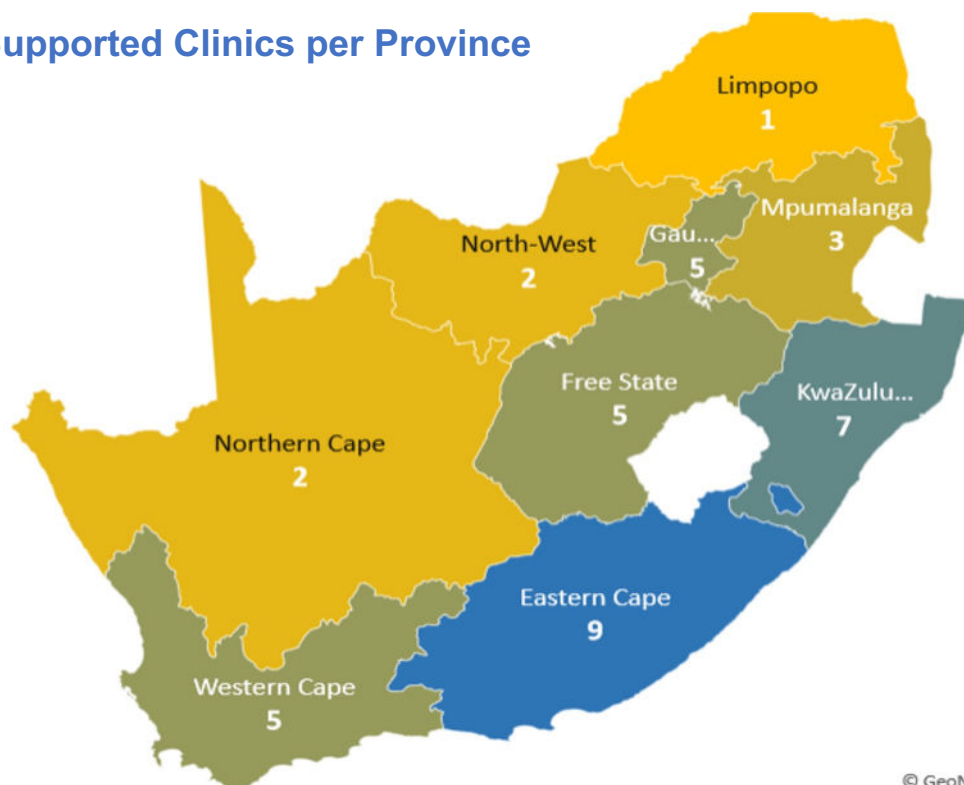 upported Clinics per Province
Limpopo
1
Mpumalanga
3
North-West
2
Gau...
5
Free State
5
KwaZulu...
7
Northern Cape
2
Eastern Cape
9
Western Cape
5
© GeoN